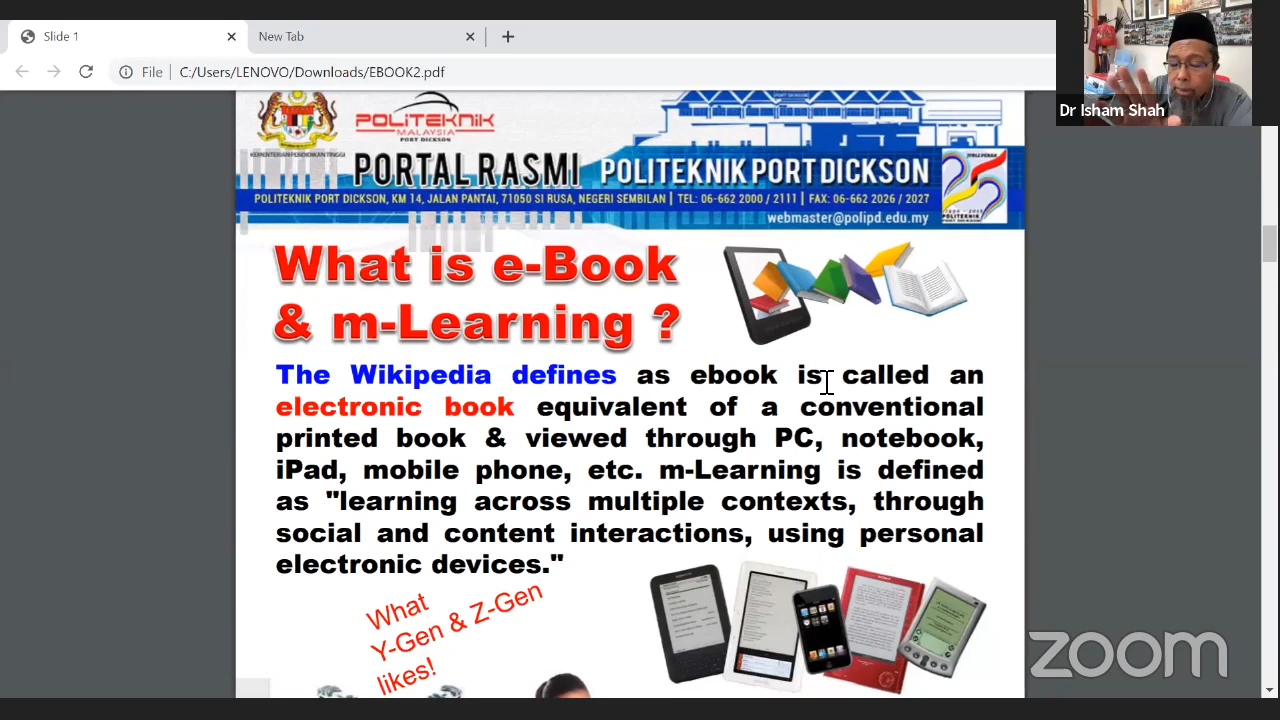 Slide 1
New Tab
File
C:/Users/LENOVO/Downloads/EBOOK2.pdf
Dr Isham Shah
KEMENTERIAN PENDIDIKAN TINGGI
POLITEKNIK
MALAYSIA
PORT DICKSON
PORTAL RASMI POLITEKNIK PORT DICKSON
POLITEKNIK PORT DICKSON, KM 14, JALAN PANTAI, 71050 SI RUSA, NEGERI SEMBILAN | TEL: 06-662 2000 / 2111 | FAX: 06-662 2026 / 2027
webmaster@polipd.edu.my
What is e-Book
& m-Learning ?
The Wikipedia defines as ebook is called an
electronic book equivalent of a conventional
printed book & viewed through PC, notebook,
iPad, mobile phone, etc. m-Learning is defined
as "learning across multiple contexts, through
social and content interactions, using personal
electronic devices."
What
Y-Gen & Z-Gen
likes!
zoom